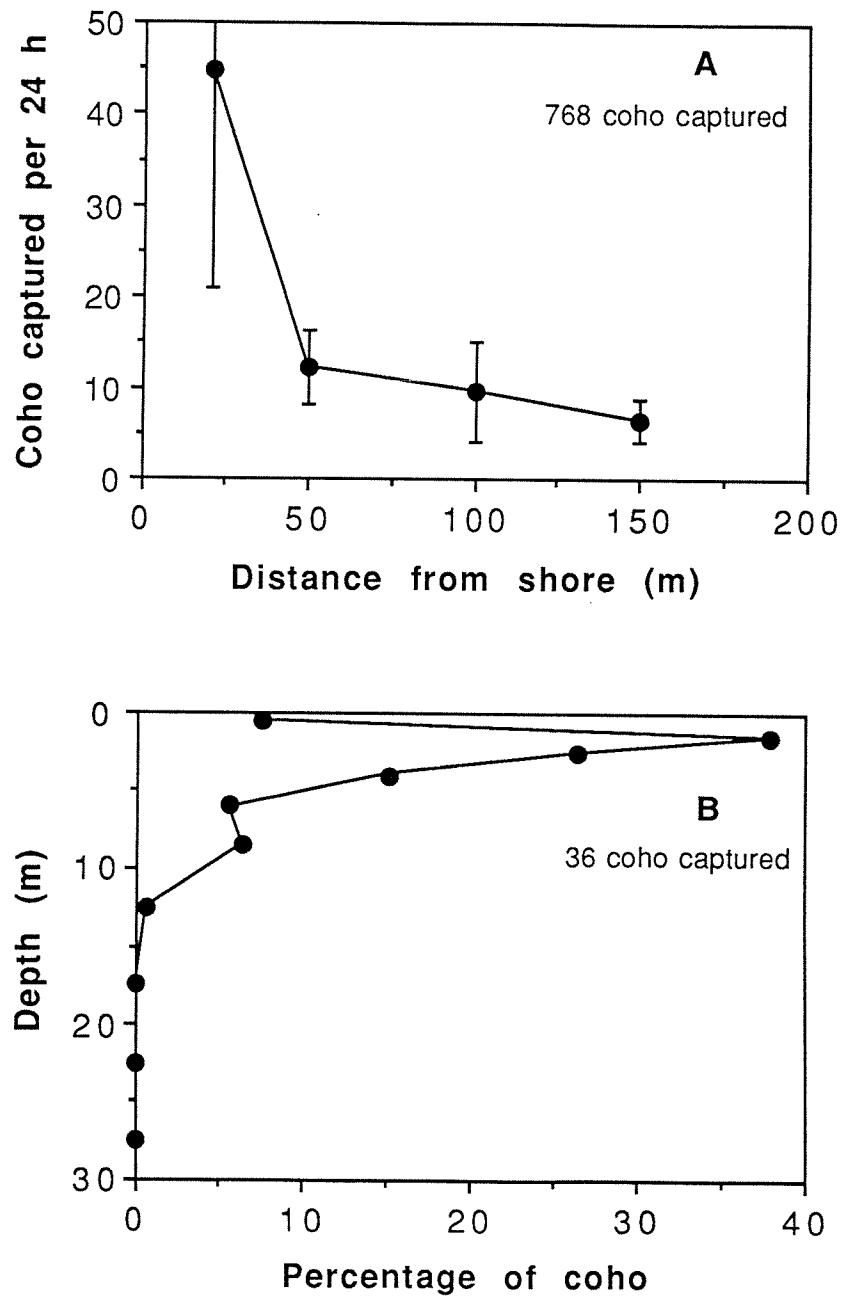 50
40
30
20
10
0
Coho captured per 24 h
A
768 coho captured
0 50 100 150 200
Distance from shore (m)
0
10
20
30
Depth (m)
B
36 coho captured
0 10 20 30 40
Percentage of coho